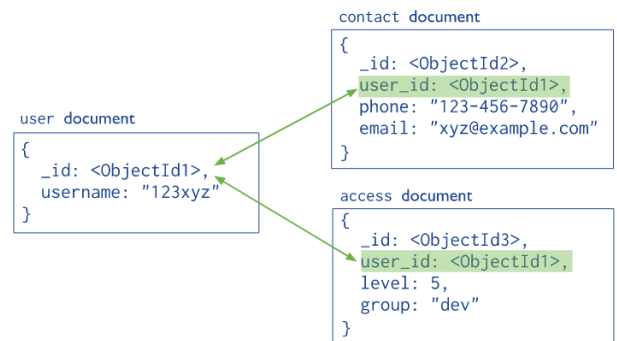 user document
{
_id: <ObjectId1>,
username: "123xyz"
}
contact document
{
_id: <ObjectId2>,
user_id: <ObjectId1>,
phone: "123-456-7890",
email: "xyz@example.com"
}
access document
{
_id: <ObjectId3>,
user_id: <ObjectId1>,
level: 5,
group: "dev"
}